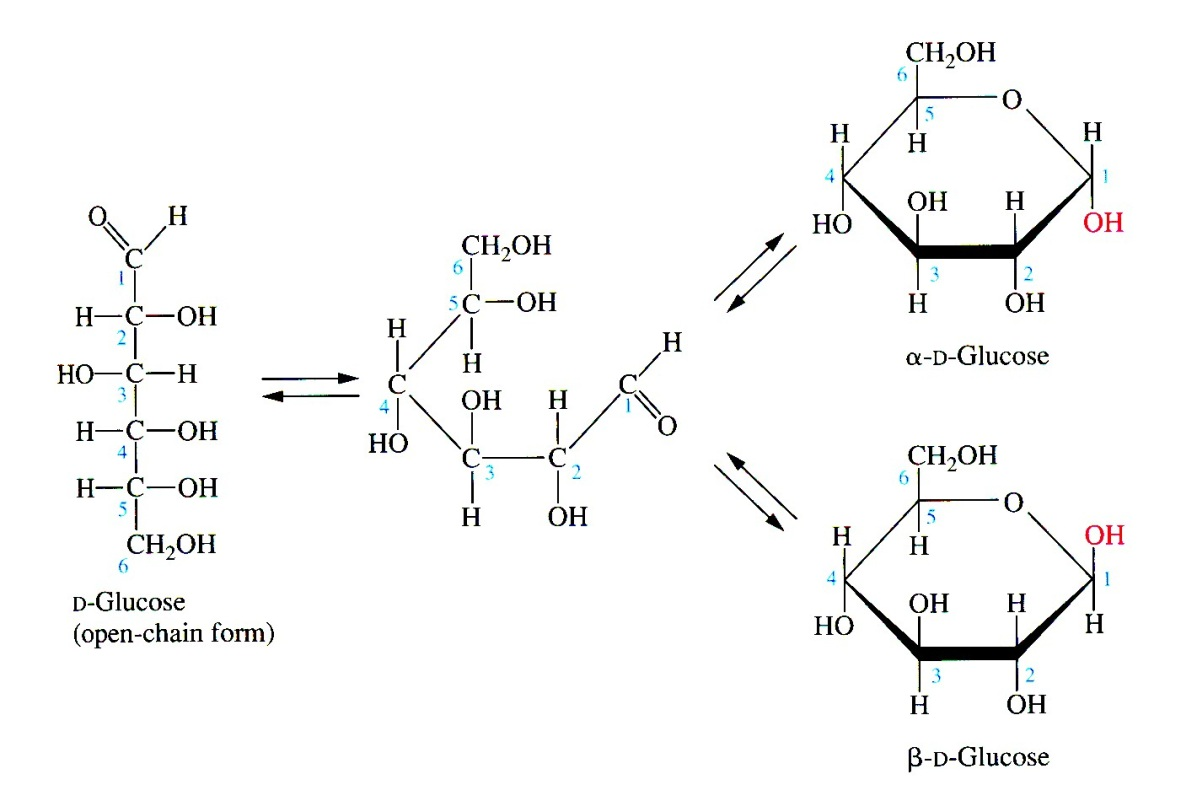 O H
C
1
H—C—OH
2
HO—C—H
3
H—C—OH
4
H—C—OH
5
CH₂OH
6
D-Glucose
(open-chain form)
CH₂OH
6
5 C—OH
H
H
C
4
HO
OH H
C 3 C 2
H OH
H
C
1
O
CH₂OH
6
O
5
H H
H
4 1
OH H
HO OH
3 2
H OH
α-D-Glucose
CH₂OH
6
O
5
H OH
H
4 1
OH H
HO H
3 2
H OH
β-D-Glucose